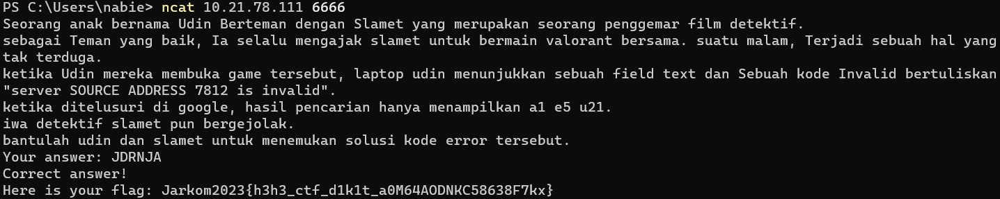 PS C:\Users\nabie> ncat 10.21.78.111 6666
Seorang anak bernama Udin Berteman dengan Slamet yang merupakan seorang penggemar film detektif.
sebagai Teman yang baik, Ia selalu mengajak slamet untuk bermain valorant bersama. suatu malam, Terjadi sebuah hal yang
tak terduga.
ketika Udin mereka membuka game tersebut, laptop udin menunjukkan sebuah field text dan Sebuah kode Invalid bertuliskan
"server SOURCE ADDRESS 7812 is invalid".
ketika ditelusuri di google, hasil pencarian hanya menampilkan a1 e5 u21.
iwa detektif slamet pun bergejolak.
bantulah udin dan slamet untuk menemukan solusi kode error tersebut.
Your answer: JDRNJA
Correct answer!
Here is your flag: Jarkom2023{h3h3_ctf_d1k1t_a0M64AODNKC58638F7kx}